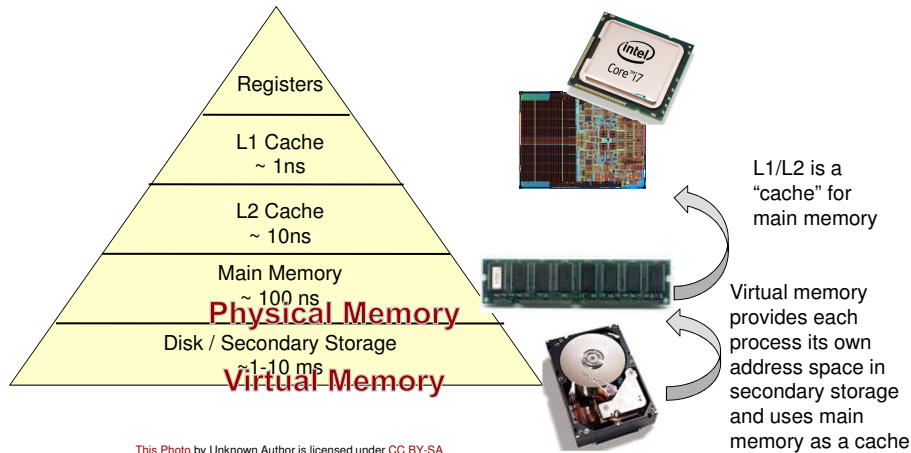 Registers
L1 Cache
~ 1ns
L2 Cache
~ 10ns
Main Memory
~ 100 ns
Physical Memory
Disk / Secondary Storage
~1-10 ms
Virtual Memory
intel
Core™i7
L1/L2 is a
“cache” for
main memory
Virtual memory
provides each
process its own
address space in
secondary storage
and uses main
memory as a cache
This Photo by Unknown Author is licensed under CC BY-SA